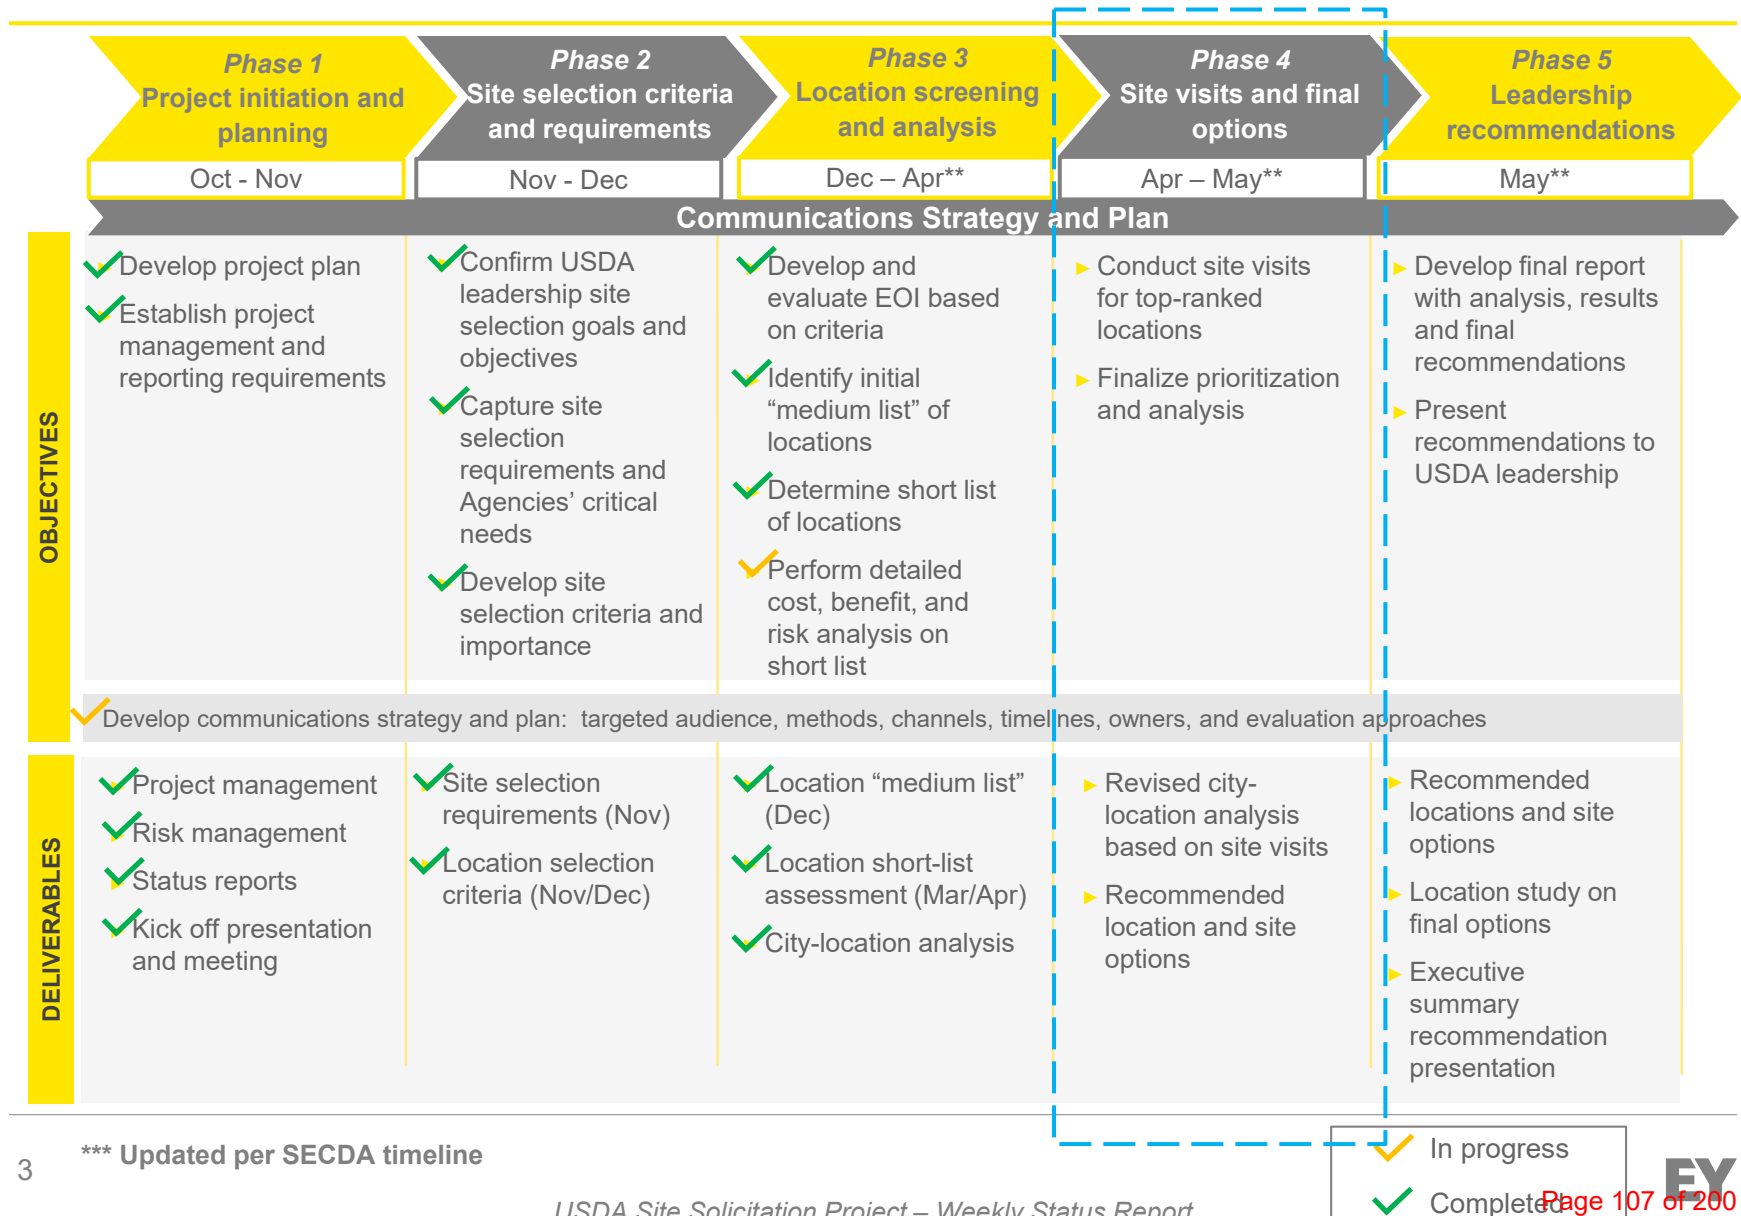 Phase 1
Project initiation and
planning
Oct - Nov
Phase 2
Site selection criteria
and requirements
Nov - Dec
Phase 3
Location screening
and analysis
Dec – Apr**
Phase 4
Site visits and final
options
Apr – May**
Phase 5
Leadership
recommendations
May**
Communications Strategy and Plan
OBJECTIVES
Develop project plan
Establish project
management and
reporting requirements
Confirm USDA
leadership site
selection goals and
objectives
Capture site
selection
requirements and
Agencies’ critical
needs
Develop site
selection criteria and
importance
Develop and
evaluate EOI based
on criteria
Identify initial
“medium list” of
locations
Determine short list
of locations
Perform detailed
cost, benefit, and
risk analysis on
short list
Conduct site visits
for top-ranked
locations
Finalize prioritization
and analysis
Develop final report
with analysis, results
and final
recommendations
Present
recommendations to
USDA leadership
Develop communications strategy and plan:  targeted audience, methods, channels, timelines, owners, and evaluation approaches
DELIVERABLES
Project management
Risk management
Status reports
Kick off presentation
and meeting
Site selection
requirements (Nov)
Location selection
criteria (Nov/Dec)
Location “medium list”
(Dec)
Location short-list
assessment (Mar/Apr)
City-location analysis
Revised city-
location analysis
based on site visits
Recommended
location and site
options
Recommended
locations and site
options
Location study on
final options
Executive
summary
recommendation
presentation
3
*** Updated per SECDA timeline
In progress
Completed
USDA Site Solicitation Project – Weekly Status Report
EY
Page 107 of 200